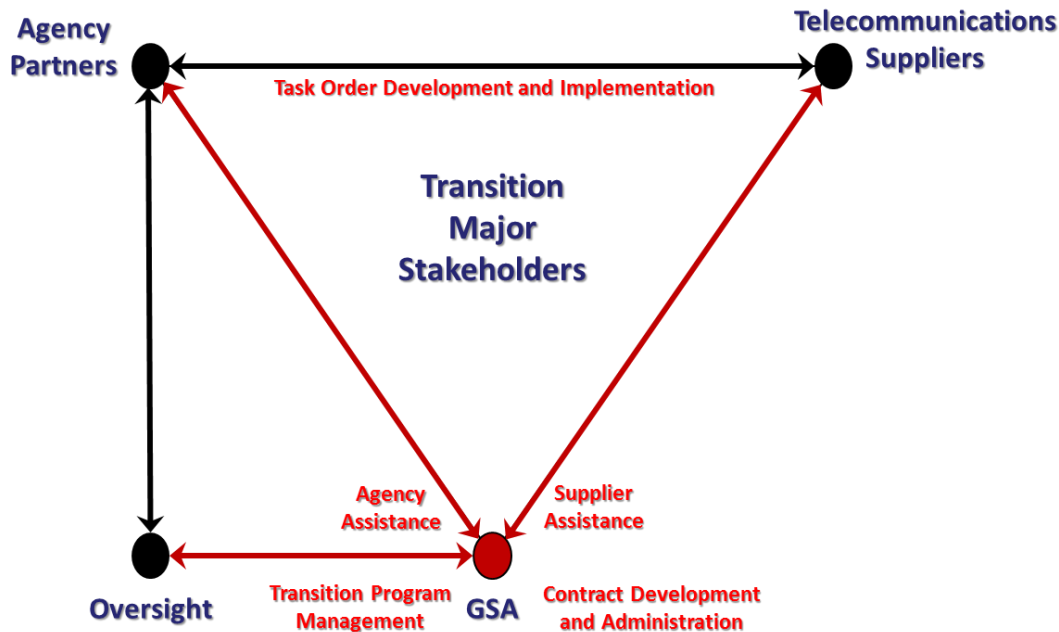 Agency
Partners
Telecommunications
Suppliers
Task Order Development and Implementation
Transition
Major
Stakeholders
Agency
Assistance
Supplier
Assistance
Oversight
Transition Program
Management
GSA
Contract Development
and Administration